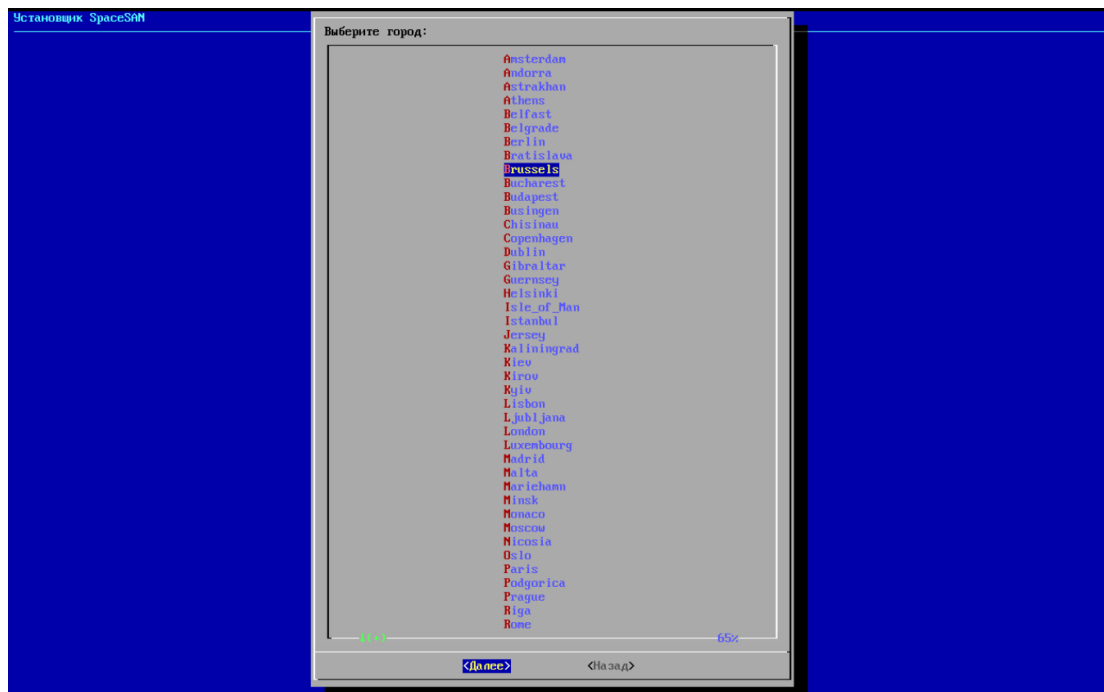 Установщик SpaceSAN
Выберите город:
Amsterdam
Andorra
Astrakhan
Athens
Belfast
Belgrade
Berlin
Bratislava
Brussels
Bucharest
Budapest
Busingen
Chisinau
Copenhagen
Dublin
Gibraltar
Guernsey
Helsinki
Isle_of_Man
Istanbul
Jersey
Kaliningrad
Kiev
Kirov
Kyiv
Lisbon
Ljubljana
London
Luxembourg
Madrid
Malta
Mariehamn
Minsk
Monaco
Moscow
Nicosia
Oslo
Paris
Podgorica
Prague
Riga
Rome
↓(+) 65%
<Далее> <Назад>